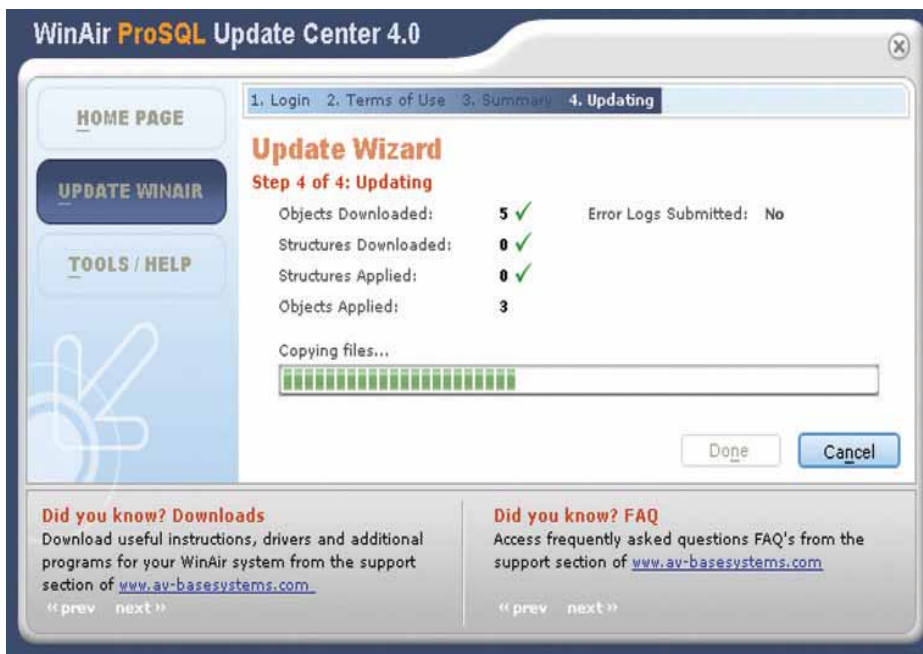 WinAir ProSQL Update Center 4.0
HOME PAGE
UPDATE WINAIR
TOOLS / HELP
1. Login 2. Terms of Use 3. Summary 4. Updating
Update Wizard
Step 4 of 4: Updating
Objects Downloaded: 5 Error Logs Submitted: No
Structures Downloaded: 0
Structures Applied: 0
Objects Applied: 3
Copying files...
Done Cancel
Did you know? Downloads
Download useful instructions, drivers and additional
programs for your WinAir system from the support
section of www.av-basesystems.com
‹‹ prev next ››
Did you know? FAQ
Access frequently asked questions FAQ's from the
support section of www.av-basesystems.com
‹‹ prev next ››